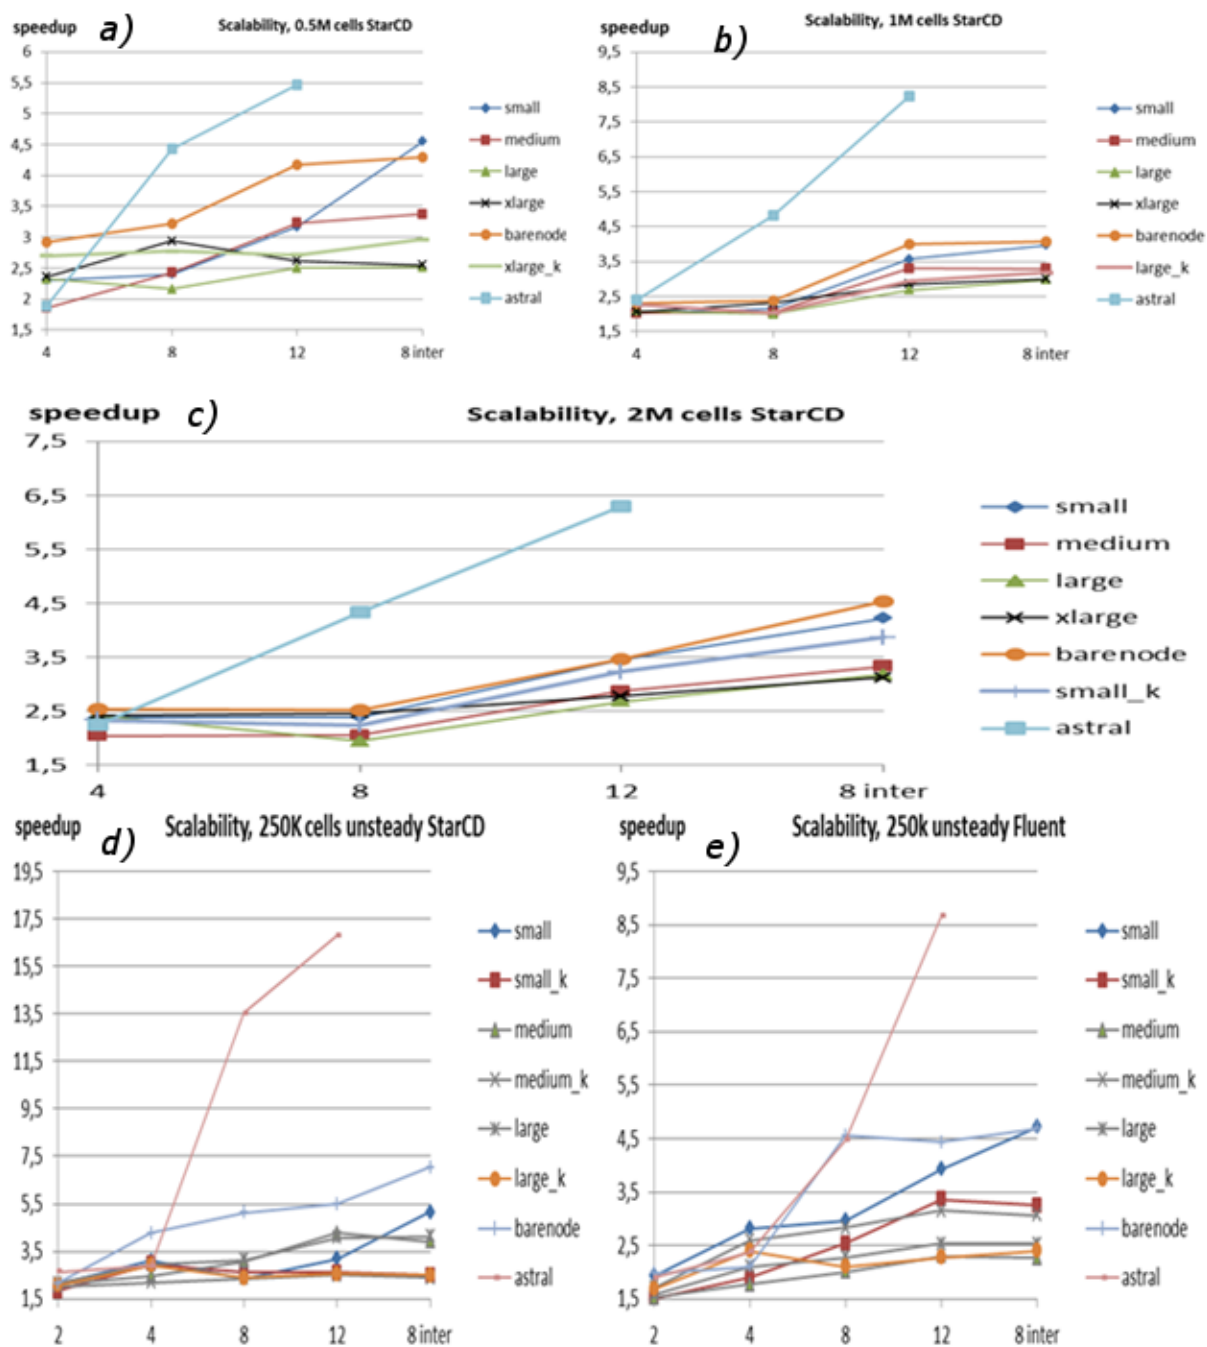 speedup a) Scalability, 0.5M cells StarCD
6
5,5
5
4,5
4
3,5
3
2,5
2
1,5
4 8 12 8 inter
small
medium
large
xlarge
barenode
xlarge_k
astral
speedup b) Scalability, 1M cells StarCD
9,5
8,5
7,5
6,5
5,5
4,5
3,5
2,5
1,5
4 8 12 8 inter
small
medium
large
xlarge
barenode
large_k
astral
speedup c) Scalability, 2M cells StarCD
7,5
6,5
5,5
4,5
3,5
2,5
1,5
4 8 12 8 inter
small
medium
large
xlarge
barenode
small_k
astral
speedup d) Scalability, 250K cells unsteady StarCD
19,5
17,5
15,5
13,5
11,5
9,5
7,5
5,5
3,5
1,5
2 4 8 12 8 inter
small
small_k
medium
medium_k
large
large_k
barenode
astral
speedup e) Scalability, 250k unsteady Fluent
9,5
8,5
7,5
6,5
5,5
4,5
3,5
2,5
1,5
2 4 8 12 8 inter
small
small_k
medium
medium_k
large
large_k
barenode
astral